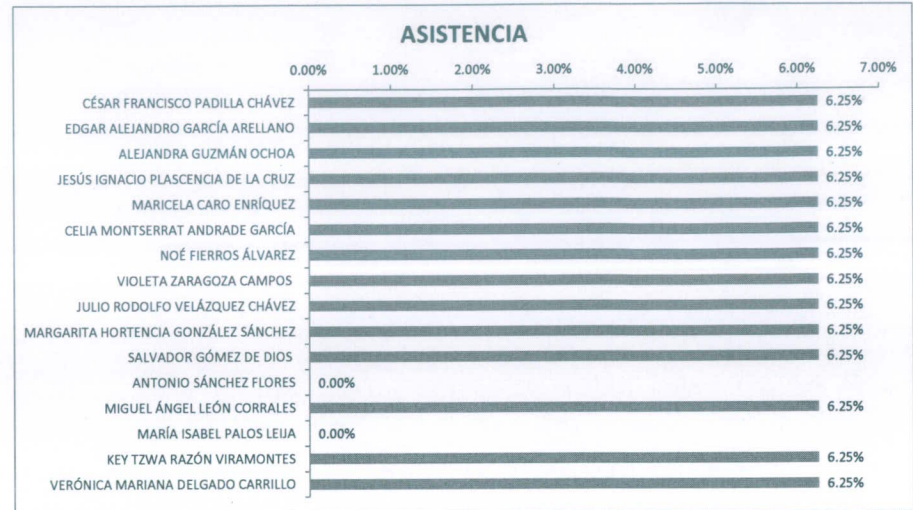 ASISTENCIA
0.00% 1.00% 2.00% 3.00% 4.00% 5.00% 6.00% 7.00%
CÉSAR FRANCISCO PADILLA CHÁVEZ 6.25%
EDGAR ALEJANDRO GARCÍA ARELLANO 6.25%
ALEJANDRA GUZMÁN OCHOA 6.25%
JESÚS IGNACIO PLASCENCIA DE LA CRUZ 6.25%
MARICELA CARO ENRÍQUEZ 6.25%
CELIA MONTSERRAT ANDRADE GARCÍA 6.25%
NOÉ FIERROS ÁLVAREZ 6.25%
VIOLETA ZARAGOZA CAMPOS 6.25%
JULIO RODOLFO VELÁZQUEZ CHÁVEZ 6.25%
MARGARITA HORTENCIA GONZÁLEZ SÁNCHEZ 6.25%
SALVADOR GÓMEZ DE DIOS 6.25%
ANTONIO SÁNCHEZ FLORES 0.00%
MIGUEL ÁNGEL LEÓN CORRALES 6.25%
MARÍA ISABEL PALOS LEIJA 0.00%
KEY TZWA RAZÓN VIRAMONTES 6.25%
VERÓNICA MARIANA DELGADO CARRILLO 6.25%